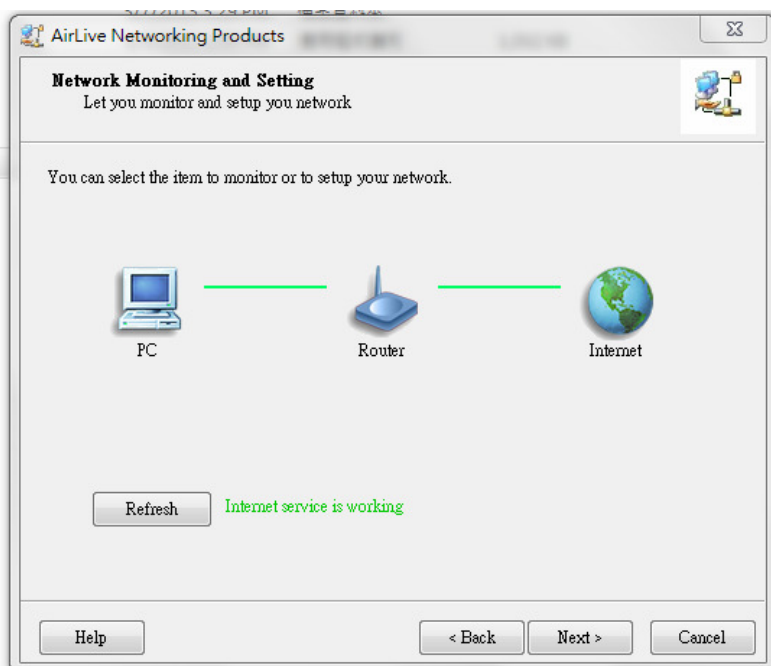 AirLive Networking Products
Network Monitoring and Setting
Let you monitor and setup you network
You can select the item to monitor or to setup your network.
PC Router Internet
Refresh Internet service is working
Help < Back Next > Cancel